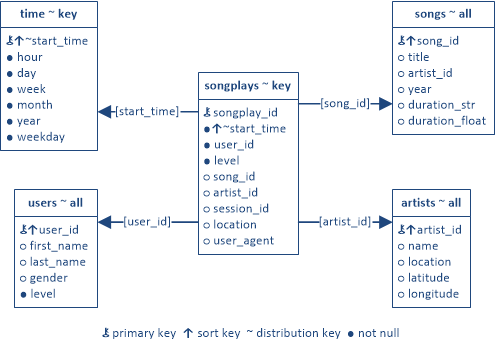 time ~ key
~start_time
hour
day
week
month
year
weekday
songs ~ all
song_id
title
artist_id
year
duration_str
duration_float
songplays ~ key
songplay_id
~start_time
user_id
level
song_id
artist_id
session_id
location
user_agent
[start_time]
[song_id]
[user_id]
[artist_id]
users ~ all
user_id
first_name
last_name
gender
level
artists ~ all
artist_id
name
location
latitude
longitude
primary key ↑ sort key ~ distribution key ● not null